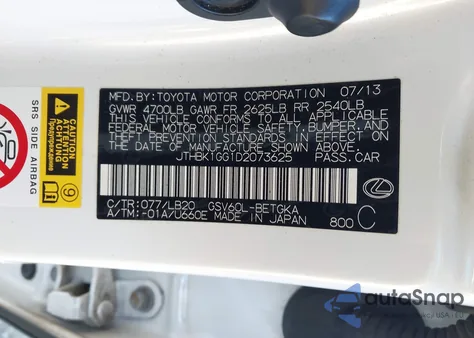 MFD. BY: TOYOTA MOTOR CORPORATION 07/13
GVWR 4700LB GAWR FR 2625LB RR 2540LB
THIS VEHICLE CONFORMS TO ALL APPLICABLE
FEDERAL MOTOR VEHICLE SAFETY, BUMPER, AND
THEFT PREVENTION STANDARDS IN EFFECT ON
THE DATE OF MANUFACTURE SHOWN ABOVE.
JTHBK1GG1D2073625 PASS. CAR
C/TR: 077/LB20 GSV60L-BETGKA
A/TM: -01A/U660E MADE IN JAPAN 800 C
SRS SIDE AIRBAG
CAUTION
ACHTUNG
ATTENTION
Предупреждение
9
autoSnap